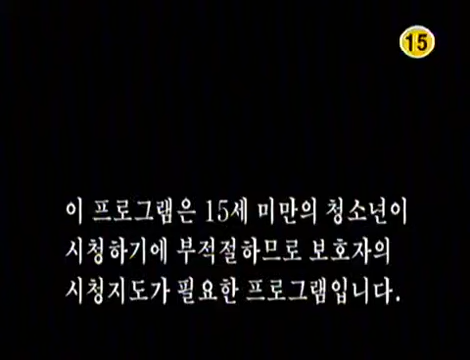 15
이 프로그램은 15세 미만의 청소년이
시청하기에 부적절하므로 보호자의
시청지도가 필요한 프로그램입니다.